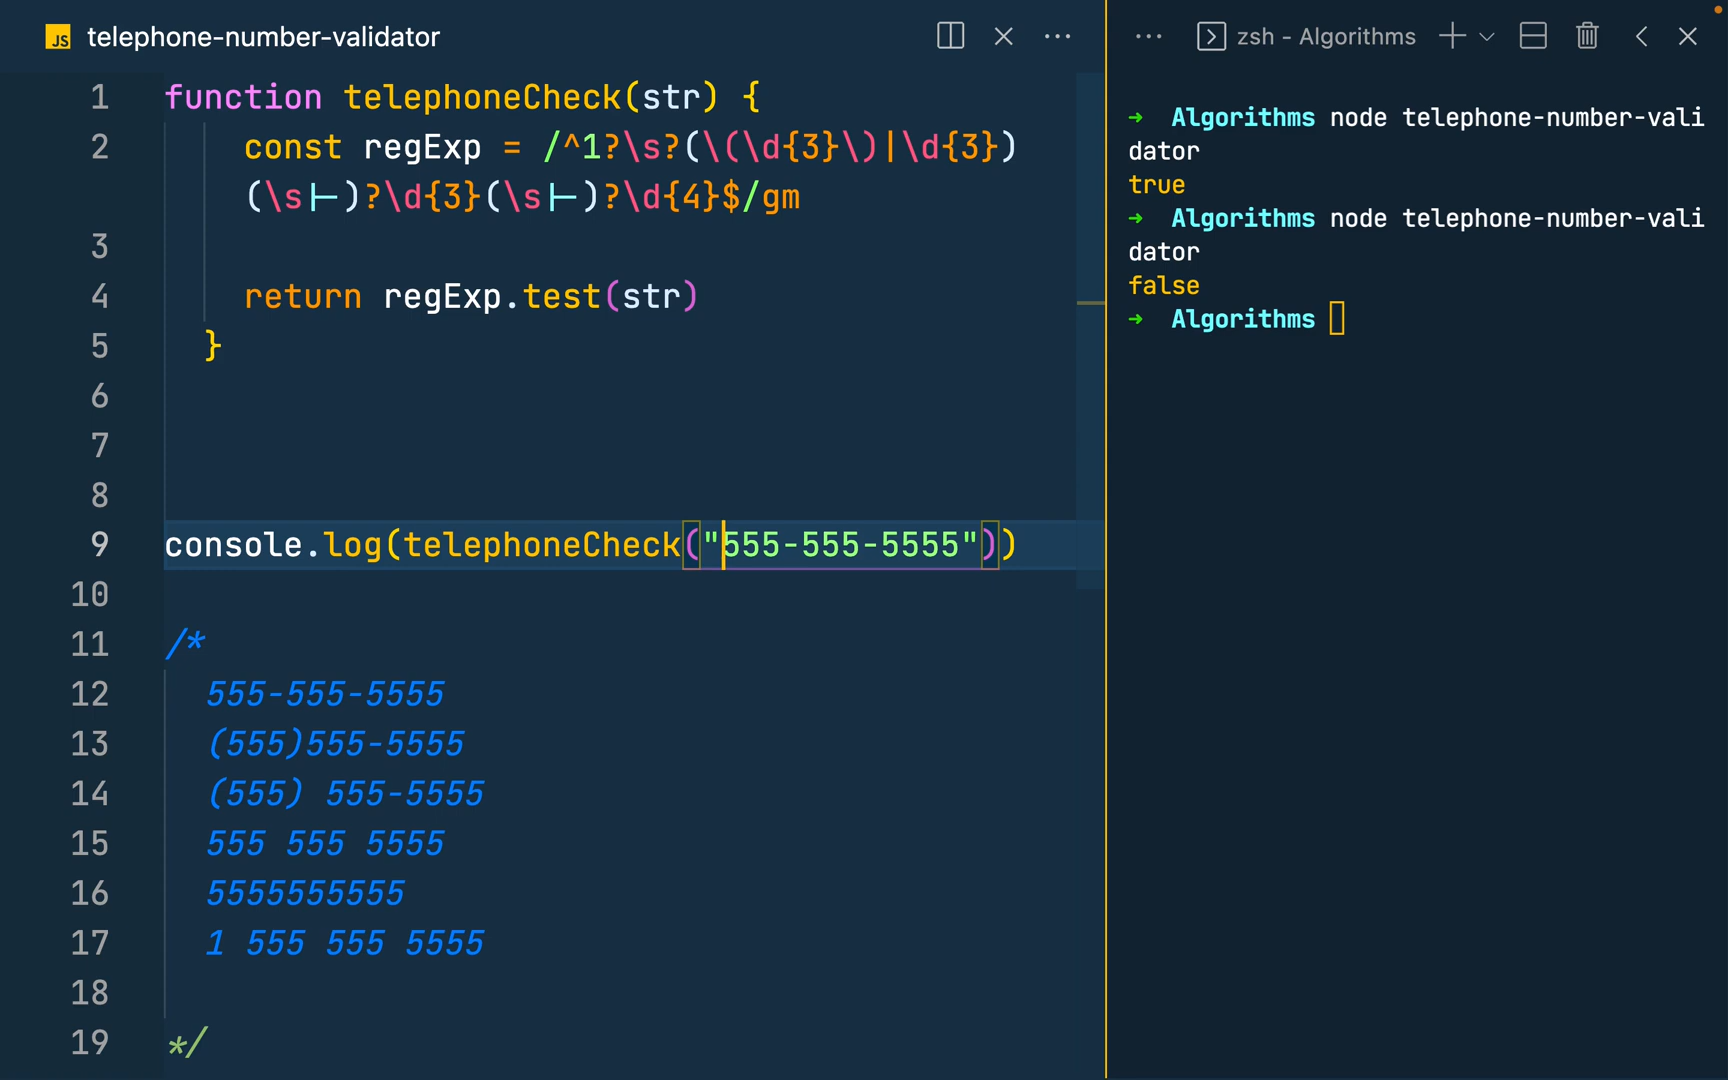 JS telephone-number-validator
1 function telephoneCheck(str) {
2 const regExp = /^1?\s?(\(\d{3}\)|\d{3})
(\s|-)?\d{3}(\s|-)?\d{4}$/gm
3
4 return regExp.test(str)
5 }
6
7
8
9 console.log(telephoneCheck("555-555-5555"))
10
11 /*
12 555-555-5555
13 (555)555-5555
14 (555) 555-5555
15 555 555 5555
16 5555555555
17 1 555 555 5555
18
19 */
zsh - Algorithms
→ Algorithms node telephone-number-vali
dator
true
→ Algorithms node telephone-number-vali
dator
false
→ Algorithms